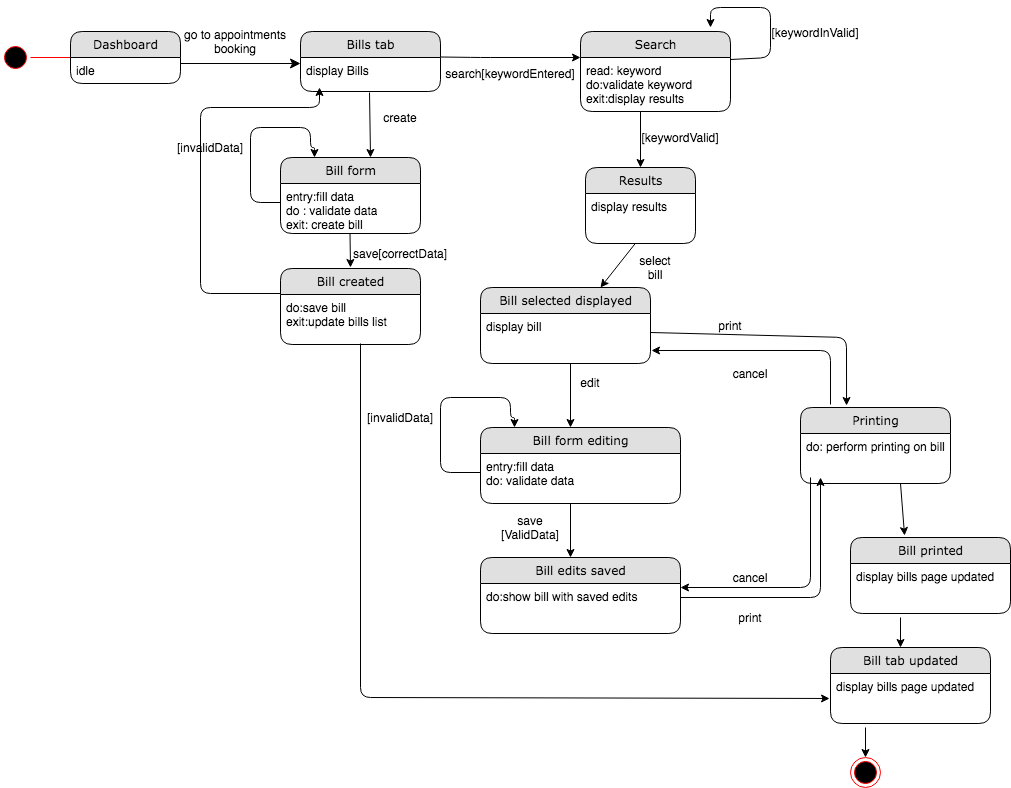 Dashboard
idle
go to appointments
booking
Bills tab
display Bills
search[keywordEntered]
Search
read: keyword
do:validate keyword
exit:display results
[keywordInValid]
create
[keywordValid]
[invalidData]
Bill form
entry:fill data
do : validate data
exit: create bill
Results
display results
save[correctData]
select
bill
Bill created
do:save bill
exit:update bills list
Bill selected displayed
display bill
print
cancel
edit
[invalidData]
Bill form editing
entry:fill data
do: validate data
Printing
do: perform printing on bill
save
[ValidData]
Bill edits saved
do:show bill with saved edits
cancel
print
Bill printed
display bills page updated
Bill tab updated
display bills page updated